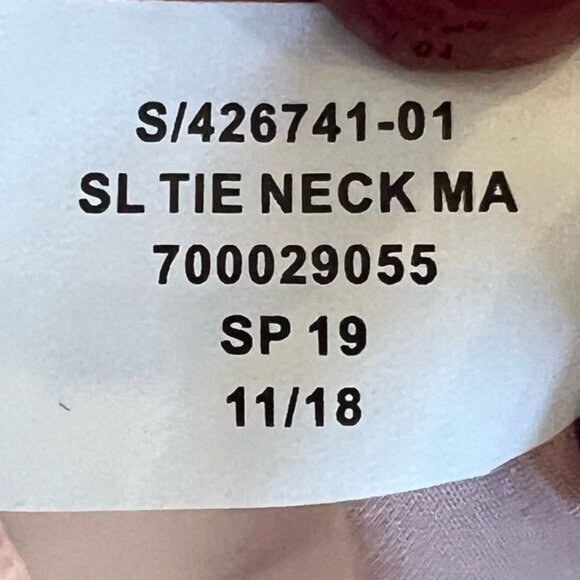 S/426741-01
SL TIE NECK MA
700029055
SP 19
11/18